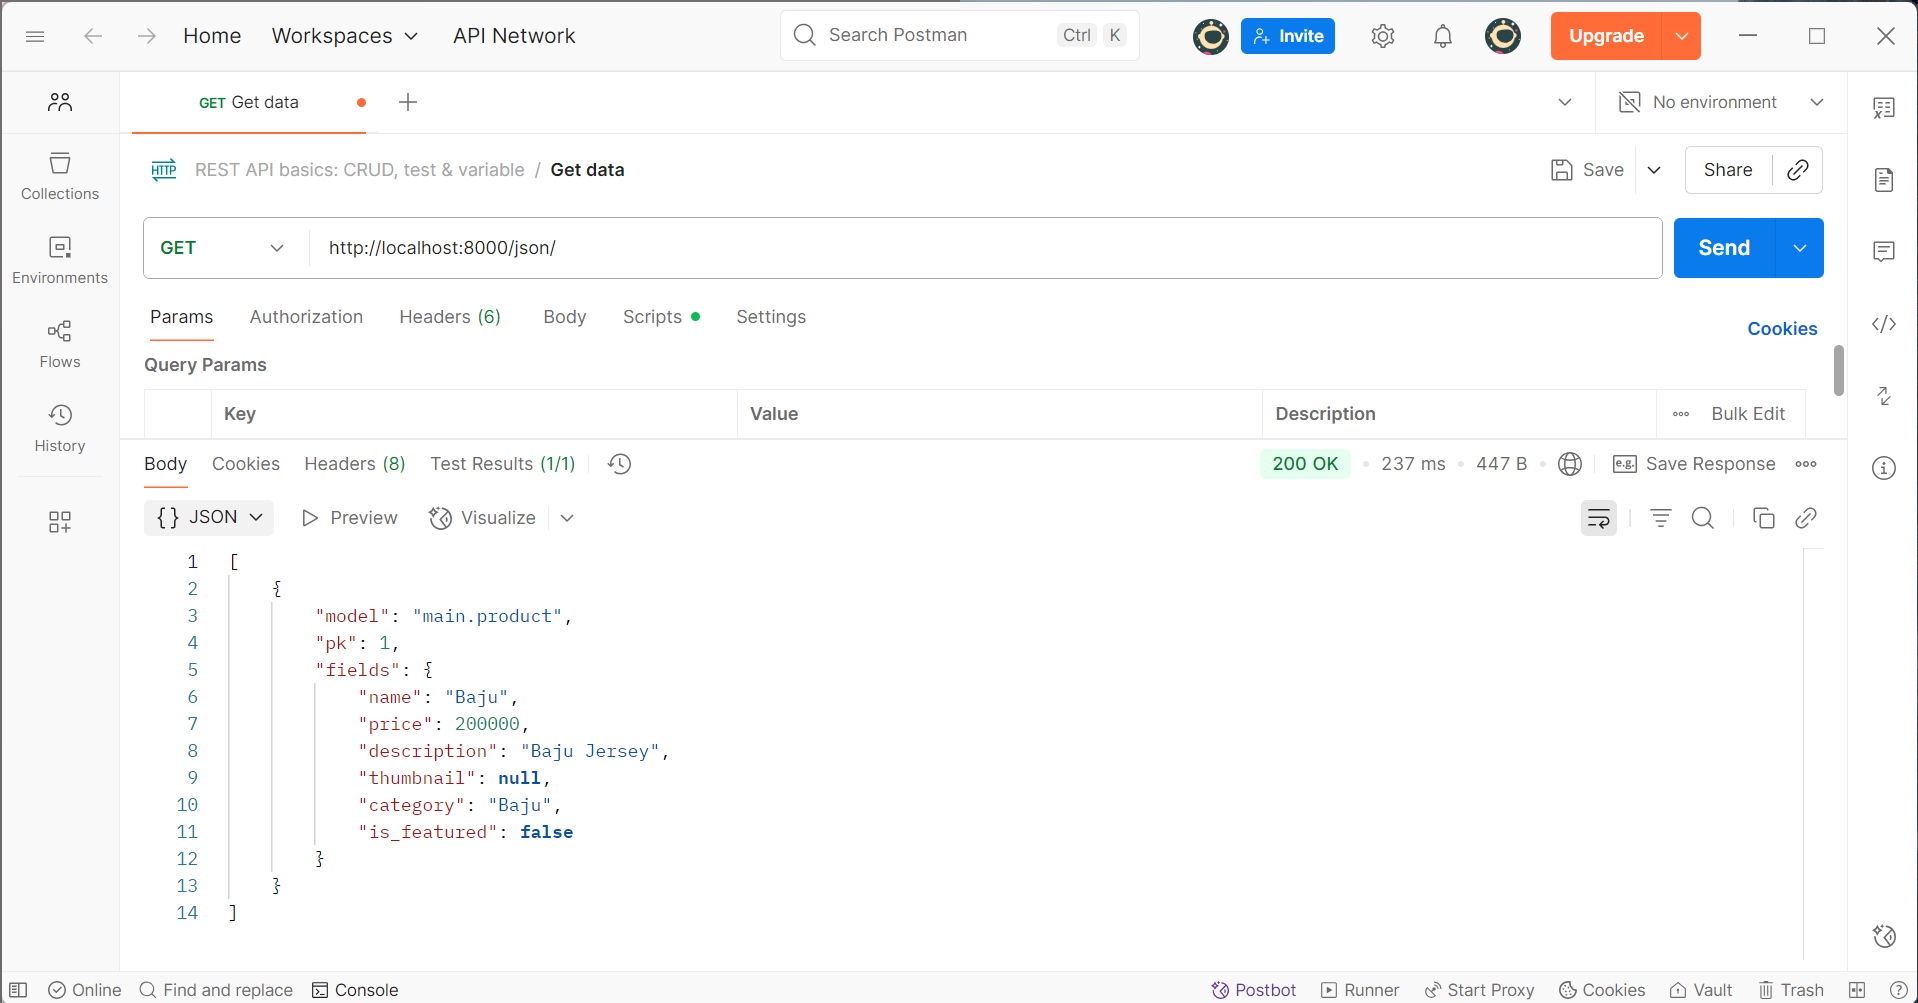 Home Workspaces API Network Search Postman Ctrl K Invite Upgrade
GET Get data No environment
HTTP REST API basics: CRUD, test & variable / Get data Save Share
Collections
GET http://localhost:8000/json/ Send
Environments
Params Authorization Headers (6) Body Scripts Settings Cookies
Flows
Query Params
Key Value Description Bulk Edit
History
Body Cookies Headers (8) Test Results (1/1) 200 OK 237 ms 447 B e.g. Save Response
{} JSON Preview Visualize
1 [
2 {
3 "model": "main.product",
4 "pk": 1,
5 "fields": {
6 "name": "Baju",
7 "price": 200000,
8 "description": "Baju Jersey",
9 "thumbnail": null,
10 "category": "Baju",
11 "is_featured": false
12 }
13 }
14 ]
Online Find and replace Console Postbot Runner Start Proxy Cookies Vault Trash